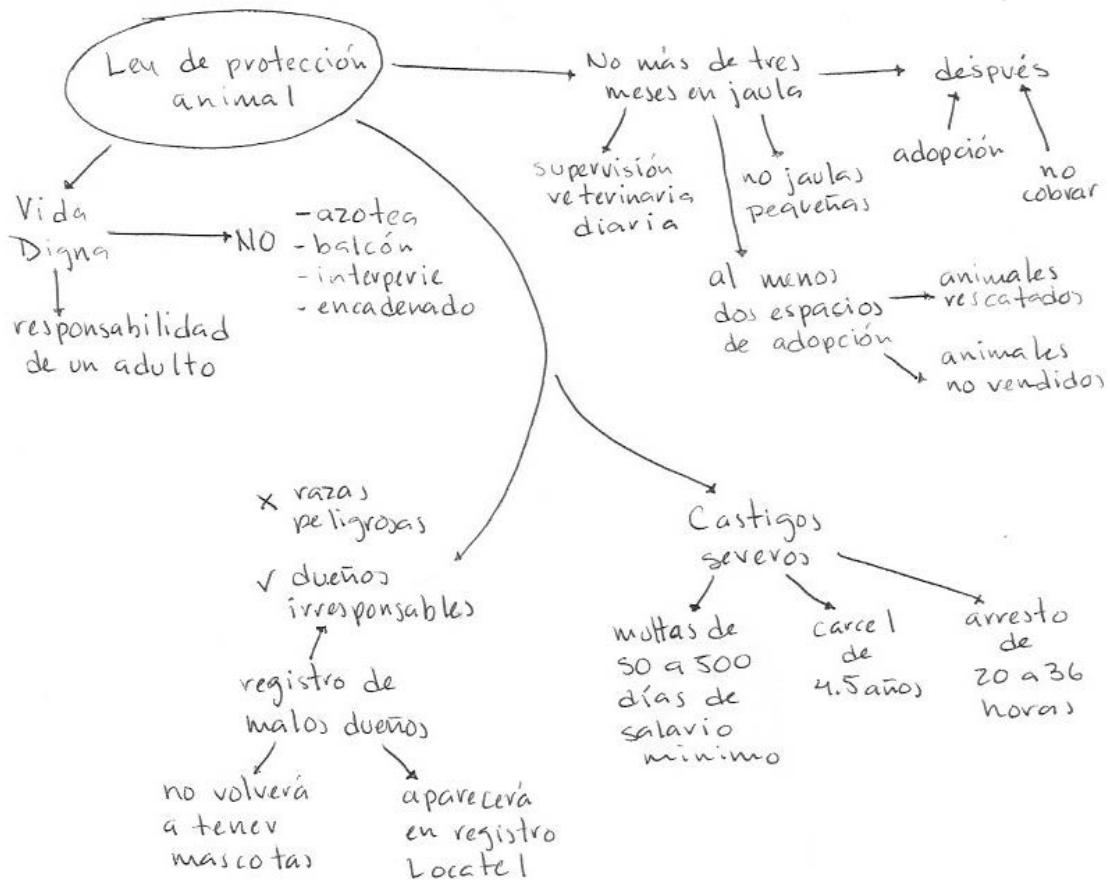 Leu de protección
animal
No más de tres
meses en jaula
después
adopción
no
cobrar
supervisión
veterinaria
diaria
no jaulas
pequeñas
al menos
dos espacios
de adopción
animales
rescatados
animales
no vendidos
Vida
Digna
NO
- azotea
- balcón
- interperie
- encadenado
responsabilidad
de un adulto
x razas
peligrosas
✓ dueños
irresponsables
registro de
malos dueños
no volverá
a tener
mascotas
aparecerá
en registro
Locatel
Castigos
severos
multas de
50 a 500
días de
salario
minimo
carcel
de
4.5 años
arresto
de
20 a 36
horas